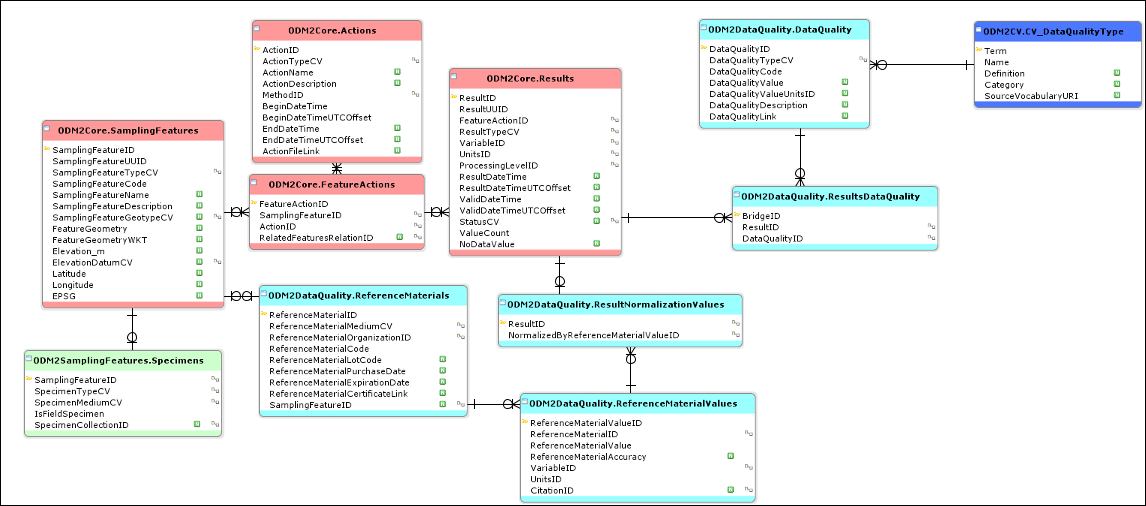 ODM2Core.Actions
ActionID
ActionTypeCV
ActionName
ActionDescription
MethodID
BeginDateTime
BeginDateTimeUTCOffset
EndDateTime
EndDateTimeUTCOffset
ActionFileLink
ODM2DataQuality.DataQuality
DataQualityID
DataQualityTypeCV
DataQualityCode
DataQualityValue
DataQualityValueUnitsID
DataQualityDescription
DataQualityLink
ODM2CV.CV_DataQualityType
Term
Name
Definition
Category
SourceVocabularyURI
ODM2Core.Results
ResultID
ResultUUID
FeatureActionID
ResultTypeCV
VariableID
UnitsID
ProcessingLevelID
ResultDateTime
ResultDateTimeUTCOffset
ValidDateTime
ValidDateTimeUTCOffset
StatusCV
ValueCount
NoDataValue
ODM2Core.SamplingFeatures
SamplingFeatureID
SamplingFeatureUUID
SamplingFeatureTypeCV
SamplingFeatureCode
SamplingFeatureName
SamplingFeatureDescription
SamplingFeatureGeotypeCV
FeatureGeometry
FeatureGeometryWKT
Elevation_m
ElevationDatumCV
Latitude
Longitude
EPSG
ODM2Core.FeatureActions
FeatureActionID
SamplingFeatureID
ActionID
RelatedFeaturesRelationID
ODM2DataQuality.ResultsDataQuality
BridgeID
ResultID
DataQualityID
ODM2DataQuality.ReferenceMaterials
ReferenceMaterialID
ReferenceMaterialMediumCV
ReferenceMaterialOrganizationID
ReferenceMaterialCode
ReferenceMaterialLotCode
ReferenceMaterialPurchaseDate
ReferenceMaterialExpirationDate
ReferenceMaterialCertificateLink
SamplingFeatureID
ODM2DataQuality.ResultNormalizationValues
ResultID
NormalizedByReferenceMaterialValueID
ODM2SamplingFeatures.Specimens
SamplingFeatureID
SpecimenTypeCV
SpecimenMediumCV
IsFieldSpecimen
SpecimenCollectionID
ODM2DataQuality.ReferenceMaterialValues
ReferenceMaterialValueID
ReferenceMaterialID
ReferenceMaterialValue
ReferenceMaterialAccuracy
VariableID
UnitsID
CitationID